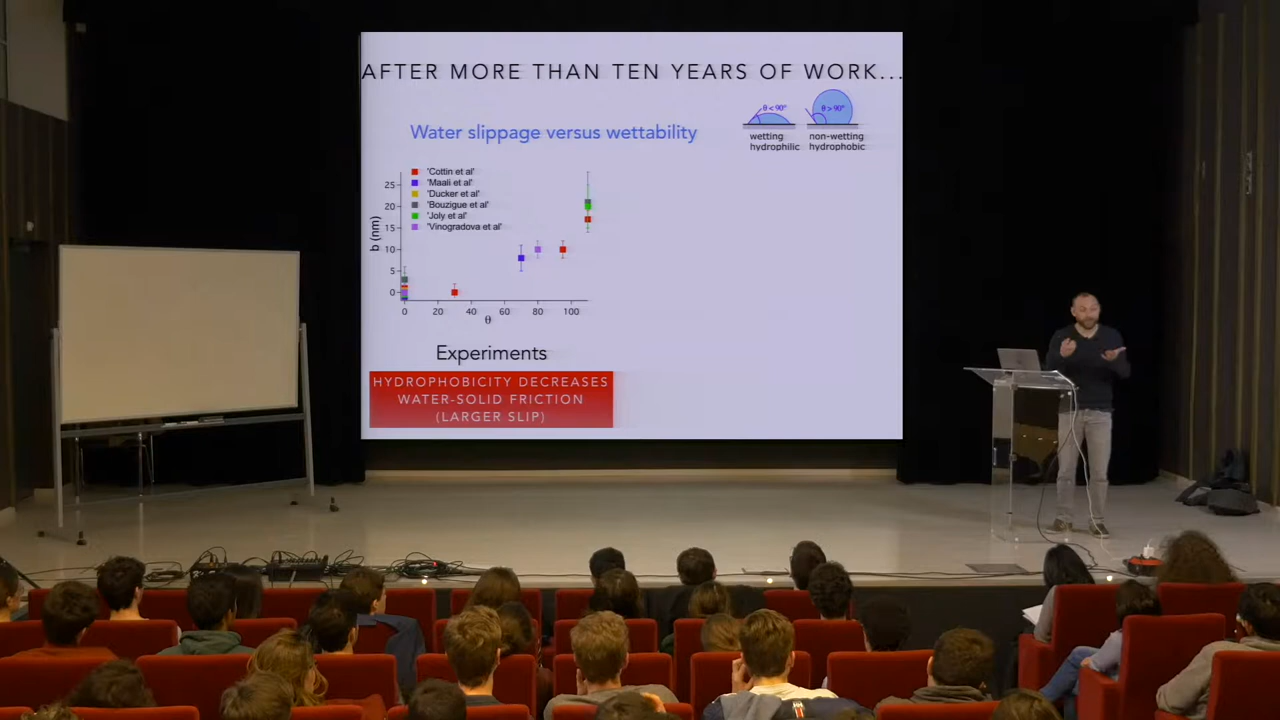 AFTER MORE THAN TEN YEARS OF WORK...
Water slippage versus wettability
θ < 90°
θ > 90°
wetting
hydrophilic
non-wetting
hydrophobic
'Cottin et al'
'Maali et al'
'Ducker et al'
'Bouzigue et al'
'Joly et al'
'Vinogradova et al'
b (nm)
25
20
15
10
5
0
0 20 40 60 80 100
θ
Experiments
HYDROPHOBICITY DECREASES
WATER-SOLID FRICTION
(LARGER SLIP)